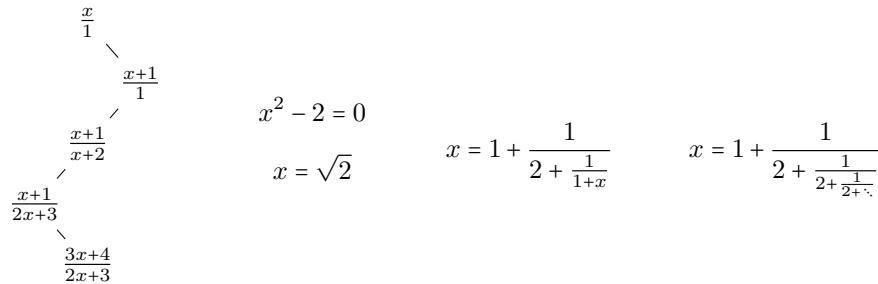 x/1
(x+1)/1
(x+1)/(x+2)
(x+1)/(2x+3)
(3x+4)/(2x+3)
x² − 2 = 0
x = √2
x = 1 + 1/(2 + 1/(1+x))
x = 1 + 1/(2 + 1/(2 + 1/(2 + ⋱)))